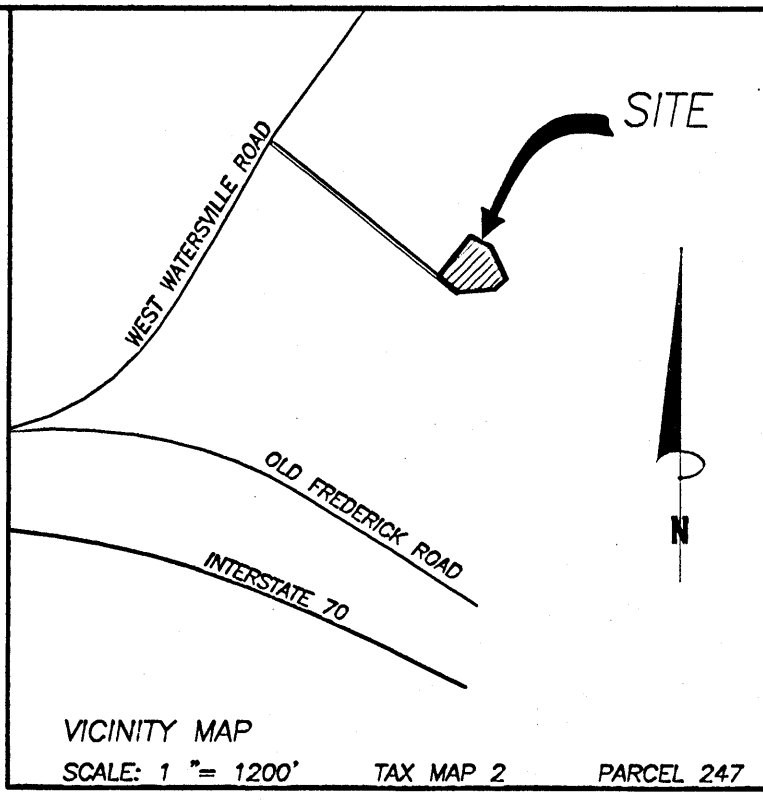 SITE
WEST WATERSVILLE ROAD
OLD FREDERICK ROAD
INTERSTATE 70
N
VICINITY MAP
SCALE: 1 "= 1200' TAX MAP 2 PARCEL 247